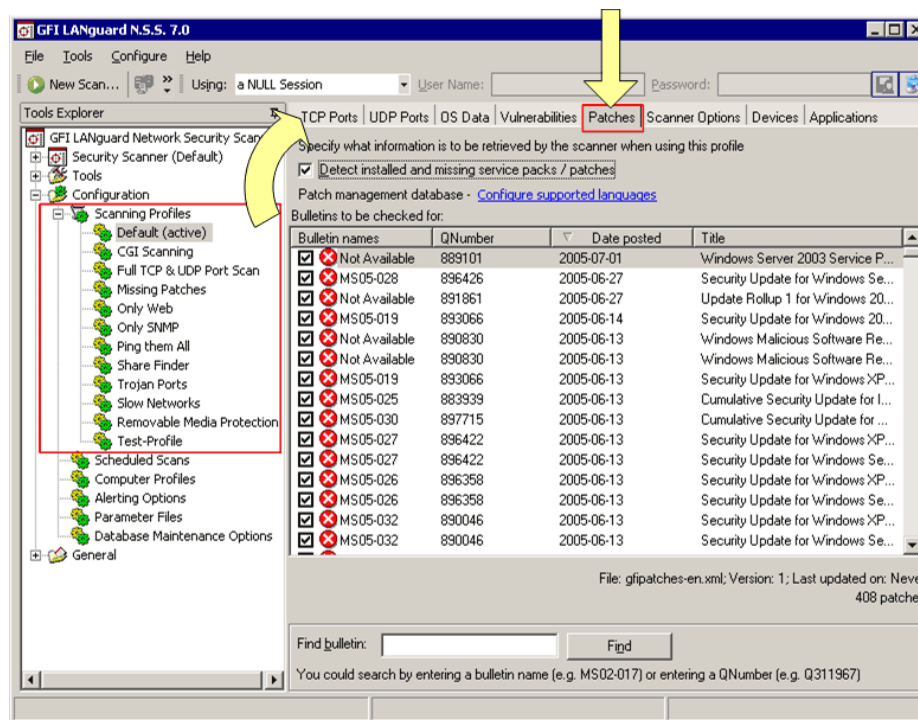 GFI LANguard N.S.S. 7.0
File Tools Configure Help
New Scan... » Using: a NULL Session User Name: Password:
Tools Explorer
GFI LANguard Network Security
Security Scanner (Default)
Tools
Configuration
Scanning Profiles
Default (active)
CGI Scanning
Full TCP & UDP Port Scan
Missing Patches
Only Web
Only SNMP
Ping them All
Share Finder
Trojan Ports
Slow Networks
Removable Media Protection
Test-Profile
Scheduled Scans
Computer Profiles
Alerting Options
Parameter Files
Database Maintenance Options
General
TCP Ports UDP Ports OS Data Vulnerabilities Patches Scanner Options Devices Applications
Specify what information is to be retrieved by the scanner when using this profile
Detect installed and missing service packs / patches
Patch management database - Configure supported languages
Bulletins to be checked for:
Bulletin names QNumber Date posted Title
Not Available 889101 2005-07-01 Windows Server 2003 Service P...
MS05-028 896426 2005-06-27 Security Update for Windows Se...
Not Available 891861 2005-06-27 Update Rollup 1 for Windows 20...
MS05-019 893066 2005-06-14 Security Update for Windows 20...
Not Available 890830 2005-06-13 Windows Malicious Software Re...
Not Available 890830 2005-06-13 Windows Malicious Software Re...
MS05-019 893066 2005-06-13 Security Update for Windows XP...
MS05-025 883939 2005-06-13 Cumulative Security Update for I...
MS05-030 897715 2005-06-13 Cumulative Security Update for ...
MS05-027 896422 2005-06-13 Security Update for Windows XP...
MS05-027 896422 2005-06-13 Security Update for Windows Se...
MS05-026 896358 2005-06-13 Security Update for Windows XP...
MS05-026 896358 2005-06-13 Security Update for Windows Se...
MS05-032 890046 2005-06-13 Security Update for Windows XP...
MS05-032 890046 2005-06-13 Security Update for Windows Se...
File: gfipatches-en.xml; Version: 1; Last updated on: Neve
408 patche
Find bulletin: Find
You could search by entering a bulletin name (e.g. MS02-017) or entering a QNumber (e.g. Q311967)